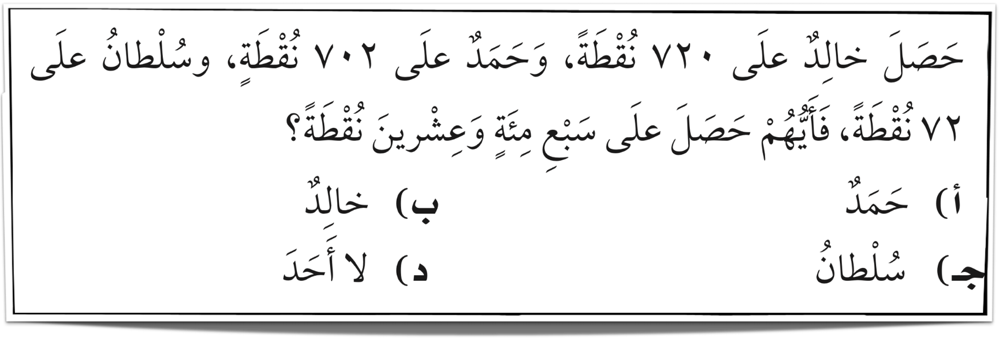 حَصَلَ خالِدٌ علَى ٧٢٠ نُقْطَةً، وَحَمَدٌ علَى ٧٠٢ نُقْطَةٍ، وسُلْطانُ علَى
٧٢ نُقْطَةً، فَأَيُّهُمْ حَصَلَ علَى سَبْعِ مِئَةٍ وَعِشْرينَ نُقْطَةً؟
أ) حَمَدٌ ب) خالِدٌ
جـ) سُلْطانُ د) لا أَحَدَ